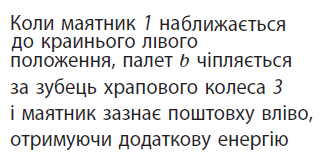 Коли маятник 1 наближається
до краинього лівого
положення, палет b чіпляється
за зубець храпового колеса 3
і маятник зазнає поштовху вліво,
отримуючи додаткову енергію